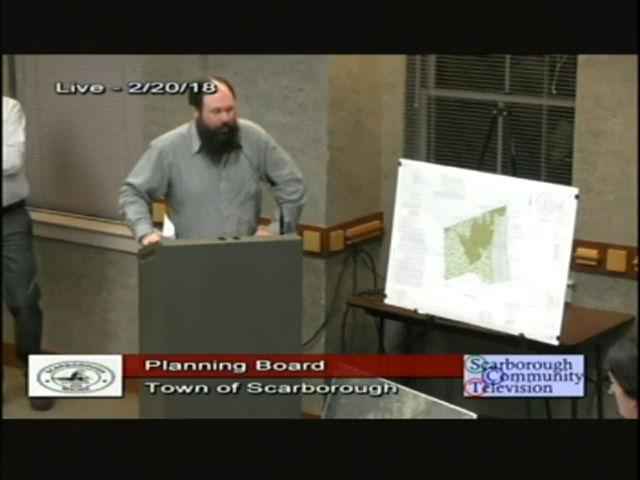 Live - 2/20/18
Planning Board
Town of Scarborough
Scarborough
Community
Television